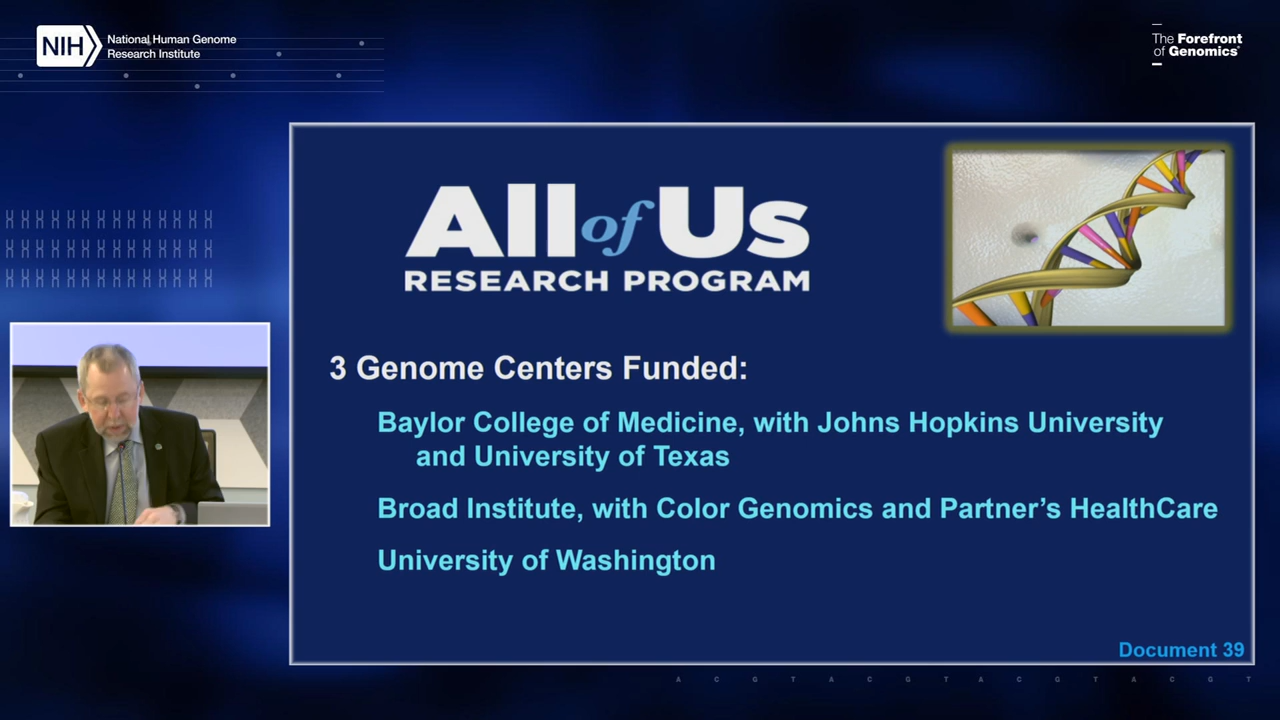 NIH
National Human Genome
Research Institute
The Forefront
of Genomics®
All of Us
RESEARCH PROGRAM
3 Genome Centers Funded:
Baylor College of Medicine, with Johns Hopkins University
and University of Texas
Broad Institute, with Color Genomics and Partner’s HealthCare
University of Washington
Document 39
A C G T A C G T A C G T A C G T